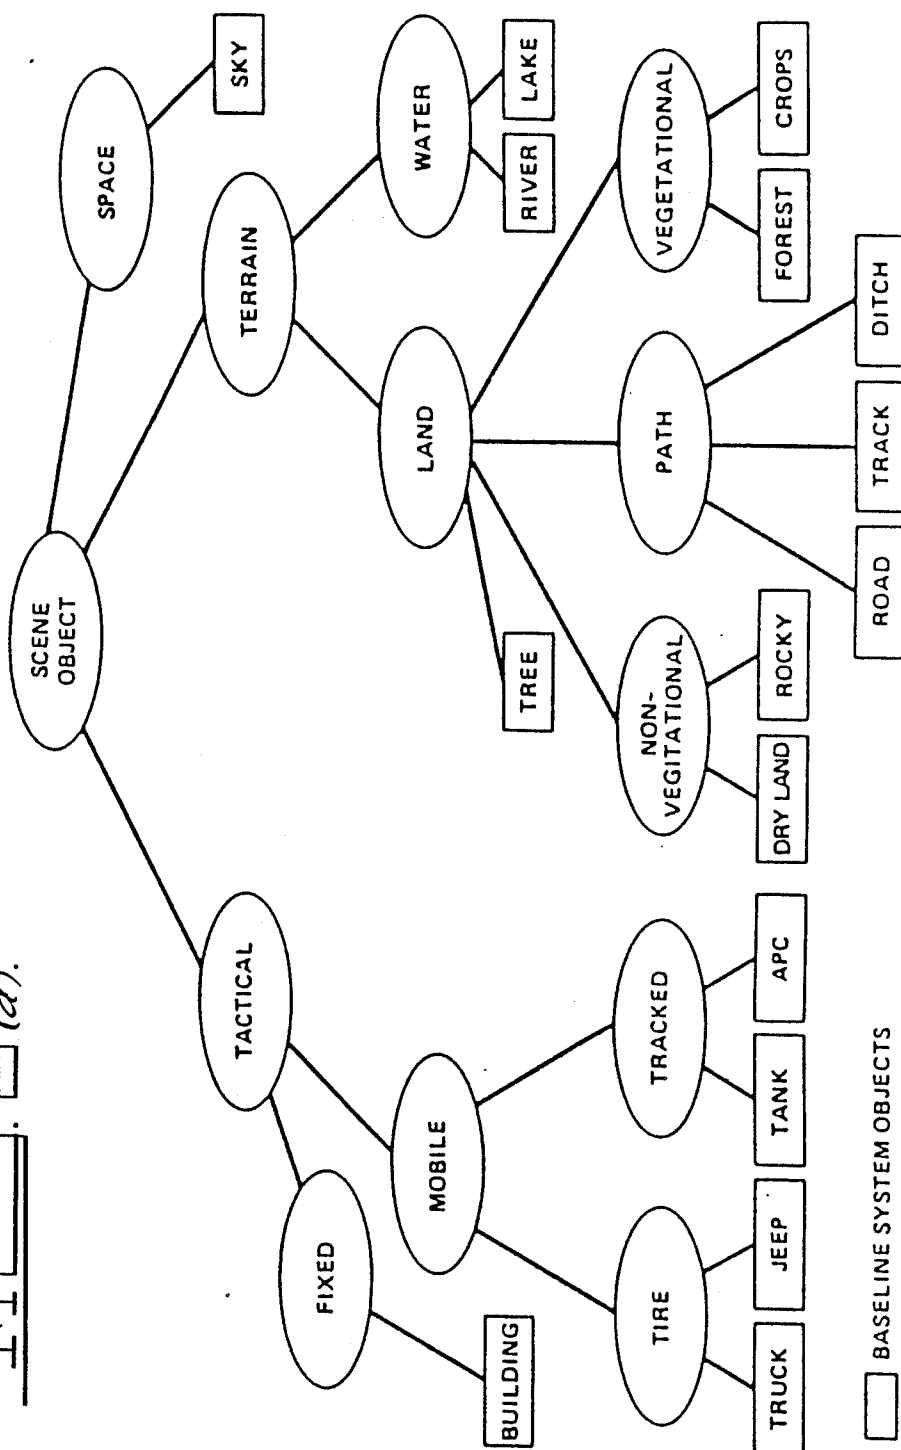 (a).
SCENE
OBJECT
SPACE
SKY
TACTICAL
TERRAIN
FIXED
MOBILE
LAND
WATER
BUILDING
TREE
RIVER
LAKE
TIRE
TRACKED
NON-
VEGITATIONAL
PATH
VEGETATIONAL
TRUCK
JEEP
TANK
APC
DRY LAND
ROCKY
FOREST
CROPS
ROAD
TRACK
DITCH
BASELINE SYSTEM OBJECTS